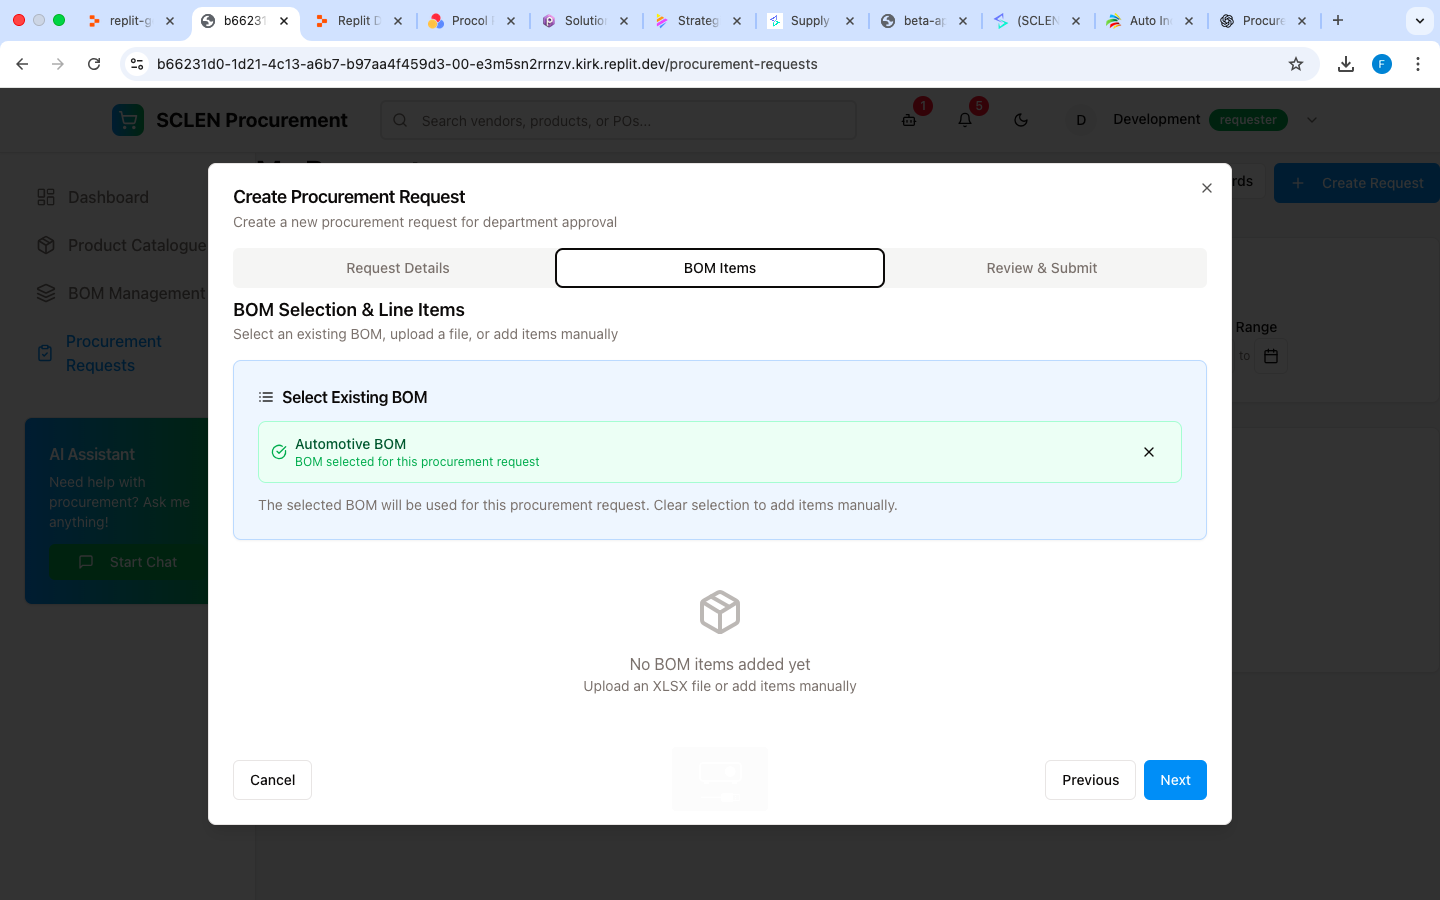 replit-g
b66231
Replit D
Procol
Solution
Strateg
Supply
beta-ap
(SCLEN
Auto In
Procure
b66231d0-1d21-4c13-a6b7-b97aa4f459d3-00-e3m5sn2rrnzv.kirk.replit.dev/procurement-requests
F
SCLEN Procurement
Search vendors, products, or POs...
1
5
D
Development
requester
Dashboard
Product Catalogue
BOM Management
Procurement
Requests
AI Assistant
Need help with
procurement? Ask me
anything!
Start Chat
rds
Create Request
Range
to
Create Procurement Request
Create a new procurement request for department approval
Request Details
BOM Items
Review & Submit
BOM Selection & Line Items
Select an existing BOM, upload a file, or add items manually
Select Existing BOM
Automotive BOM
BOM selected for this procurement request
The selected BOM will be used for this procurement request. Clear selection to add items manually.
No BOM items added yet
Upload an XLSX file or add items manually
Cancel
Previous
Next